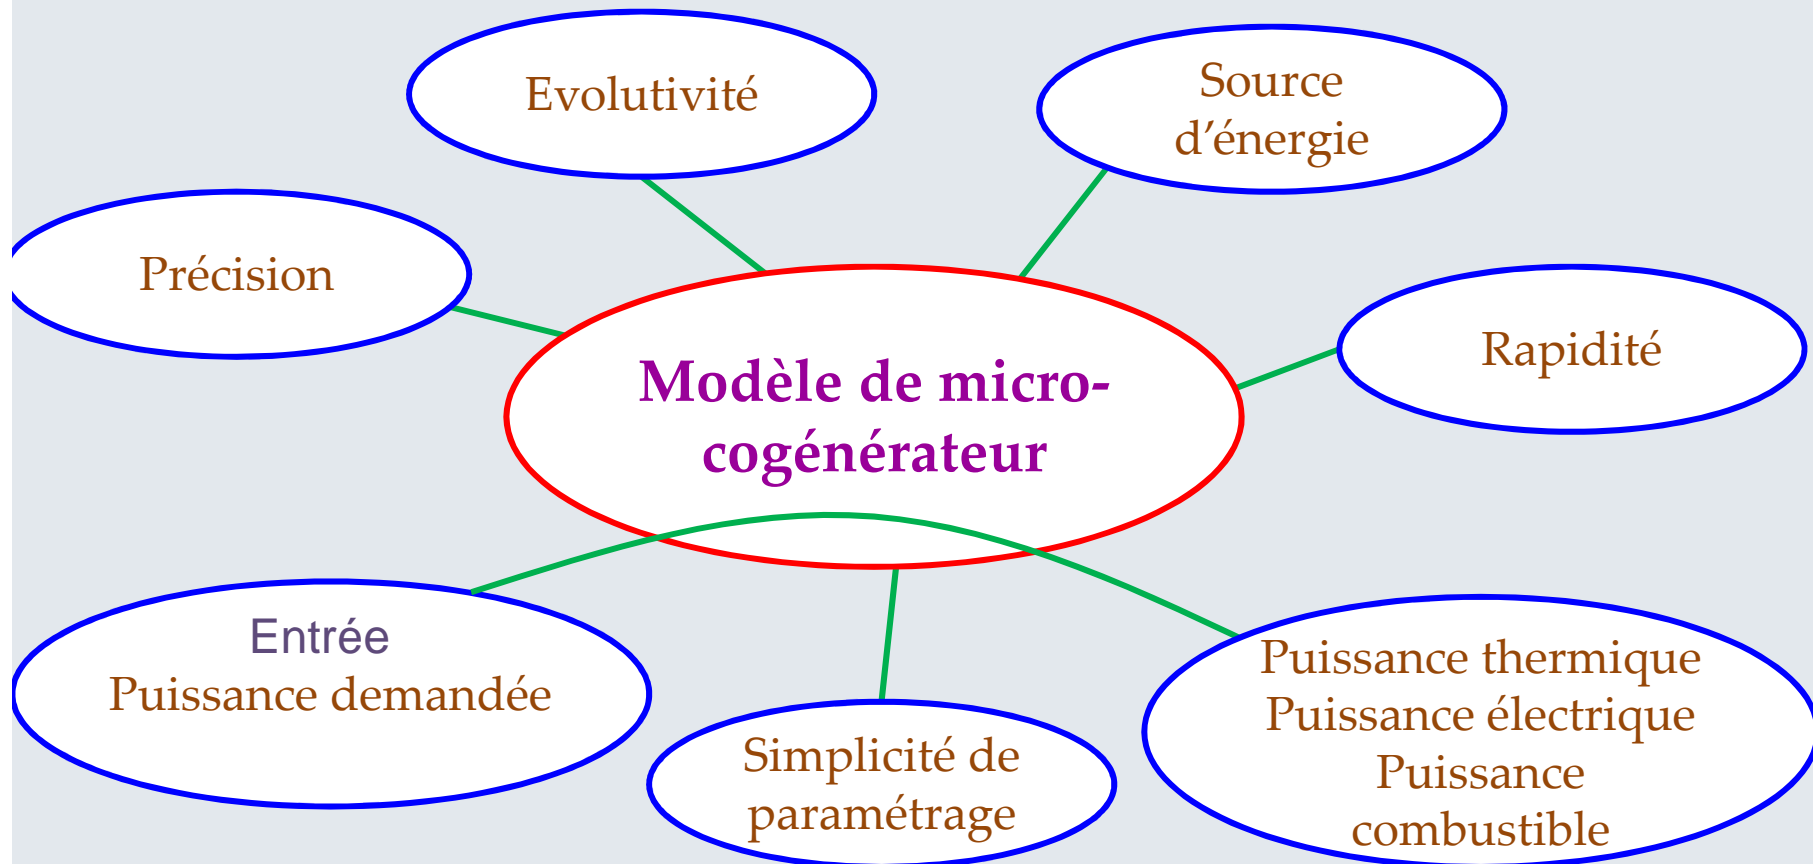 Evolutivité
Source
d’énergie
Précision
Rapidité
Modèle de micro-
cogénérateur
Entrée
Puissance demandée
Simplicité de
paramétrage
Puissance thermique
Puissance électrique
Puissance
combustible